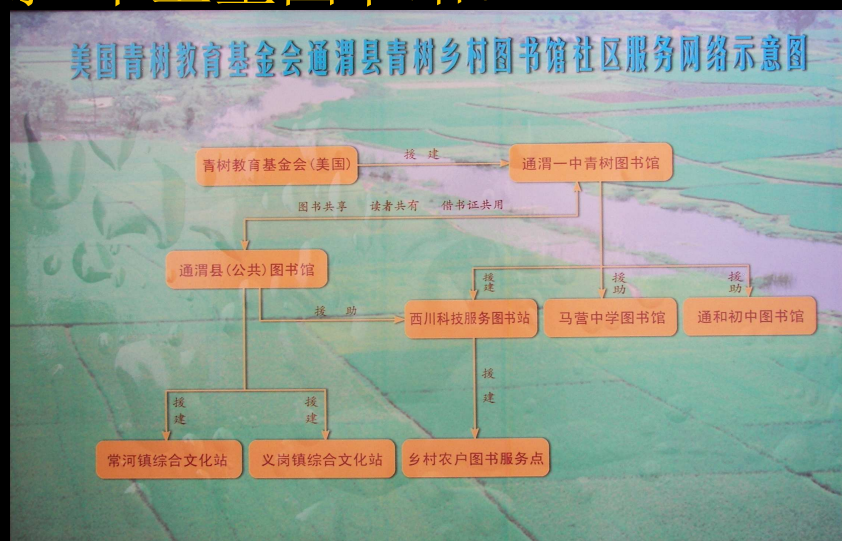 美国青树教育基金会通渭县青树乡村图书馆社区服务网络示意图
青树教育基金会(美国)
援建
通渭一中青树图书馆
图书共享 读者共有 借书证共用
通渭县(公共)图书馆
援建
援助
援助
援助
西川科技服务图书站
马营中学图书馆
通和初中图书馆
援建
援建
援建
常河镇综合文化站
义岗镇综合文化站
乡村农户图书服务点